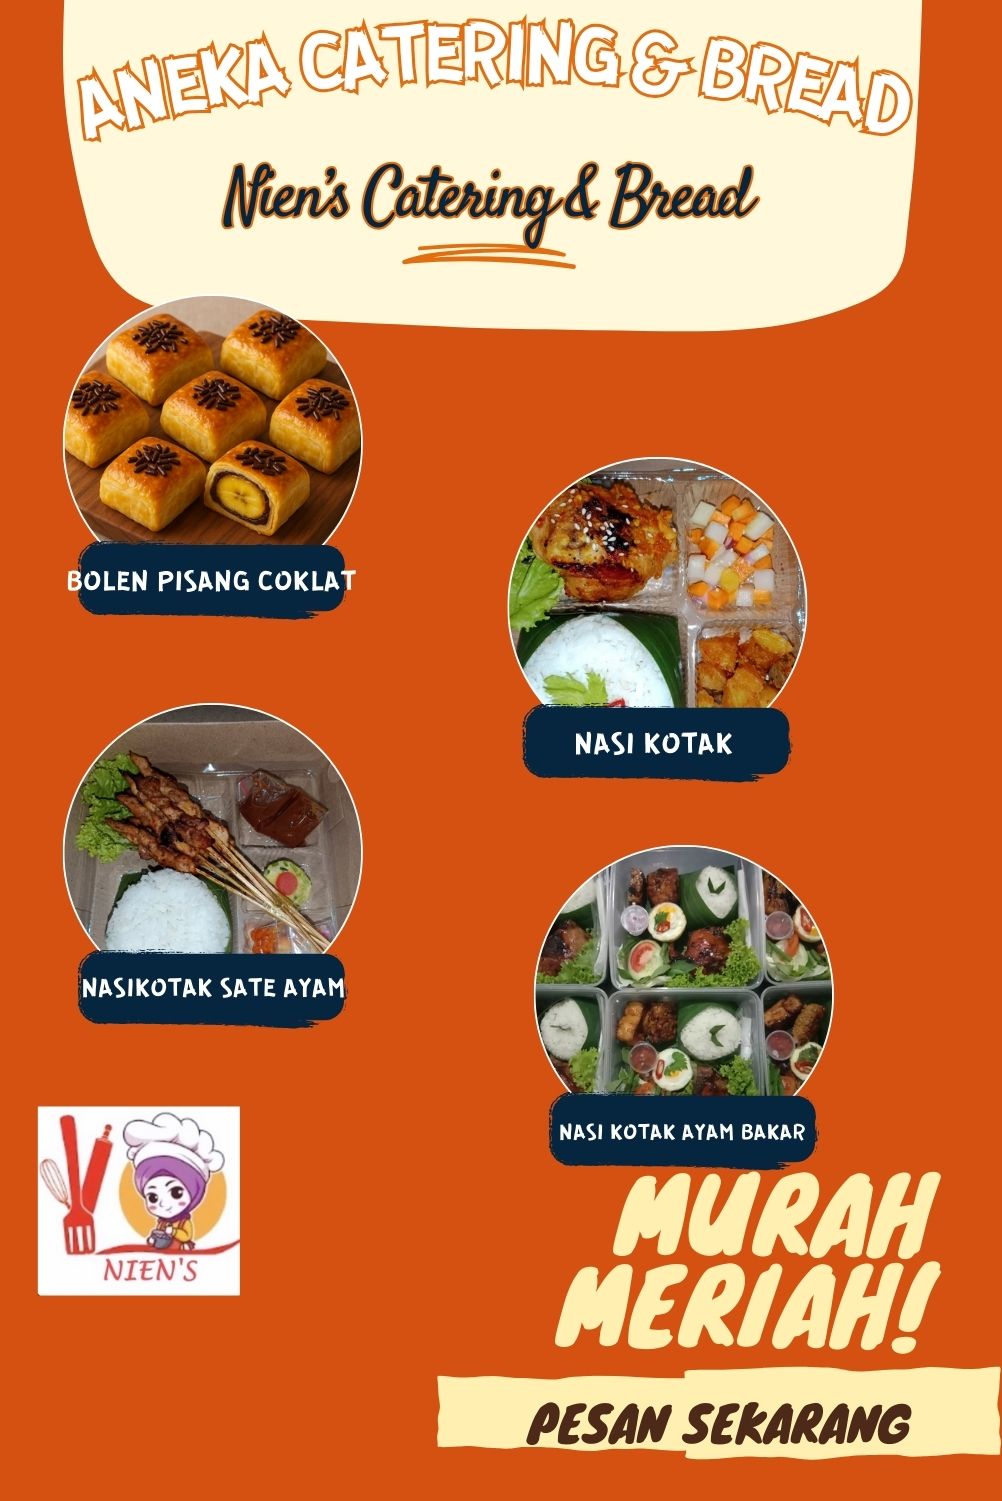 ANEKA CATERING & BREAD
Nien's Catering & Bread
BOLEN PISANG COKLAT
NASI KOTAK
NASIKOTAK SATE AYAM
NASI KOTAK AYAM BAKAR
NIEN'S
MURAH
MERIAH!
PESAN SEKARANG